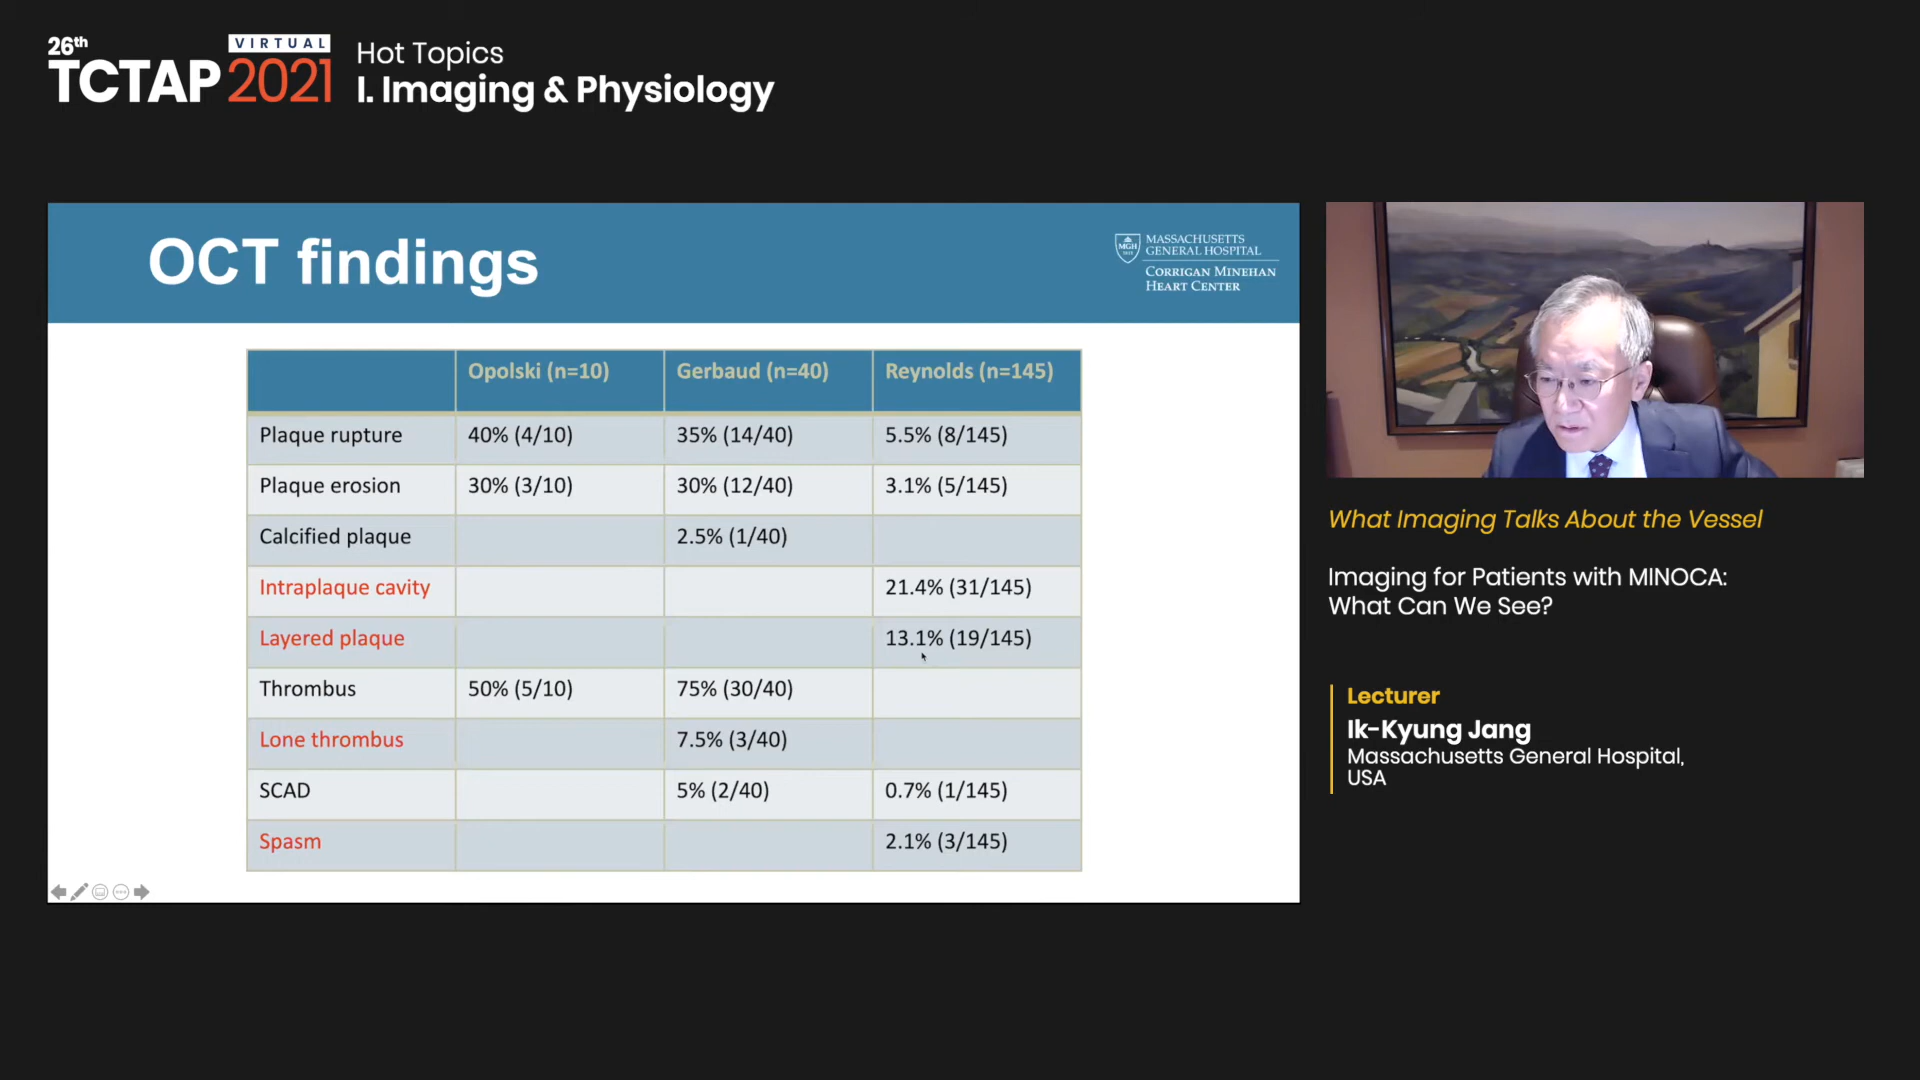 26th
VIRTUAL
TCTAP 2021
Hot Topics
I. Imaging & Physiology
OCT findings
MGH
1811
MASSACHUSETTS
GENERAL HOSPITAL
CORRIGAN MINEHAN
HEART CENTER
Opolski (n=10) Gerbaud (n=40) Reynolds (n=145)
Plaque rupture 40% (4/10) 35% (14/40) 5.5% (8/145)
Plaque erosion 30% (3/10) 30% (12/40) 3.1% (5/145)
Calcified plaque 2.5% (1/40)
Intraplaque cavity 21.4% (31/145)
Layered plaque 13.1% (19/145)
Thrombus 50% (5/10) 75% (30/40)
Lone thrombus 7.5% (3/40)
SCAD 5% (2/40) 0.7% (1/145)
Spasm 2.1% (3/145)
What Imaging Talks About the Vessel
Imaging for Patients with MINOCA:
What Can We See?
Lecturer
Ik-Kyung Jang
Massachusetts General Hospital,
USA